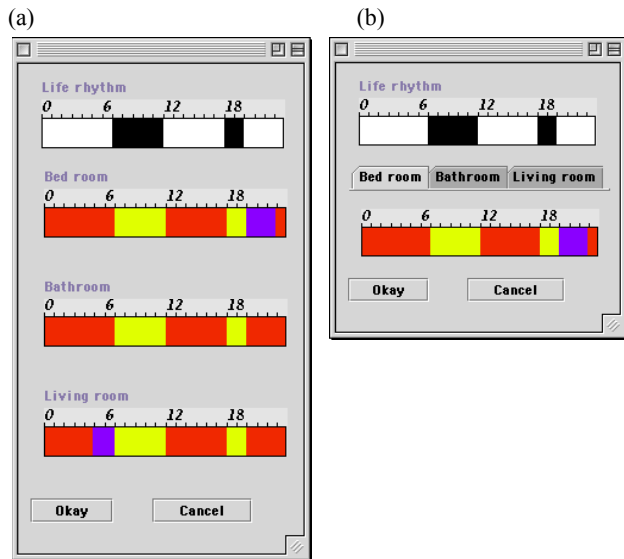 (a)
Life rhythm
0 6 12 18
Bed room
0 6 12 18
Bathroom
0 6 12 18
Living room
0 6 12 18
Okay Cancel
(b)
Life rhythm
0 6 12 18
Bed room Bathroom Living room
0 6 12 18
Okay Cancel